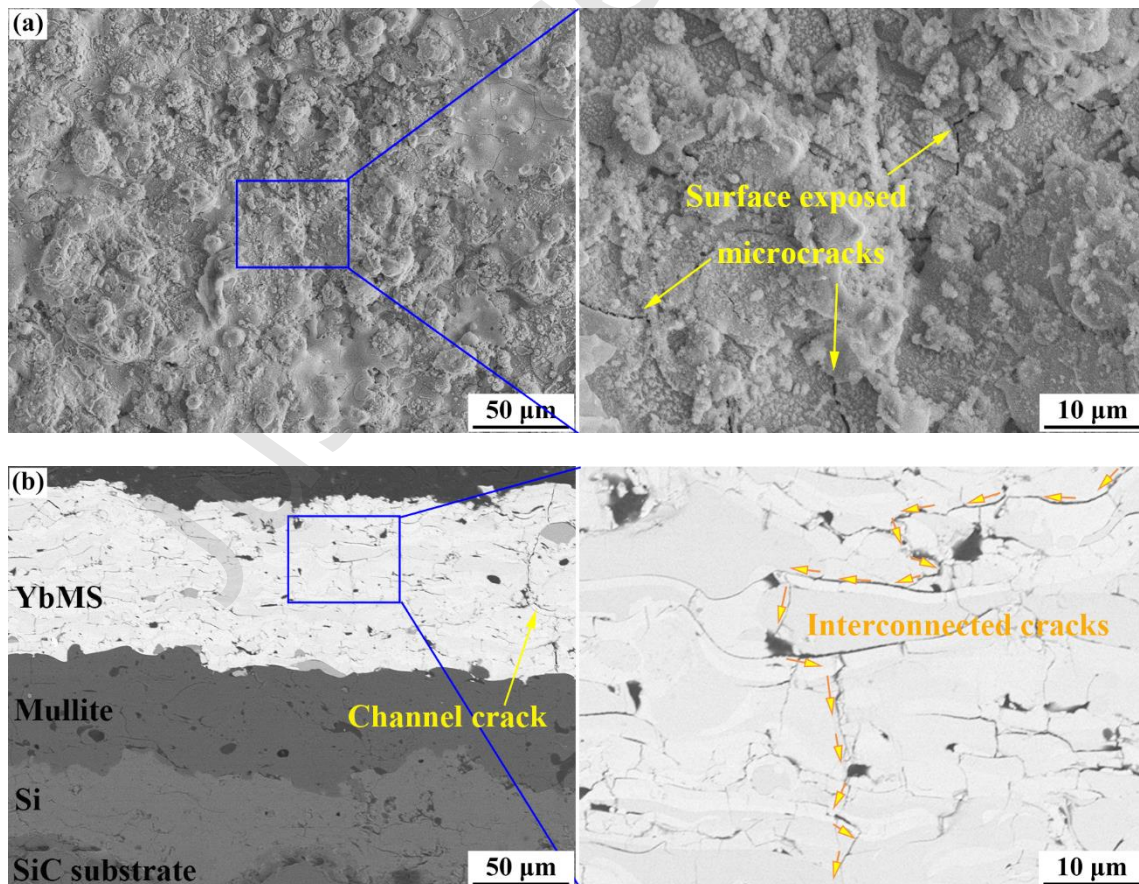 (a)
Surface exposed
microcracks
50 μm
10 μm
(b)
YbMS
Mullite
Channel crack
Si
SiC substrate
50 μm
Interconnected cracks
10 μm